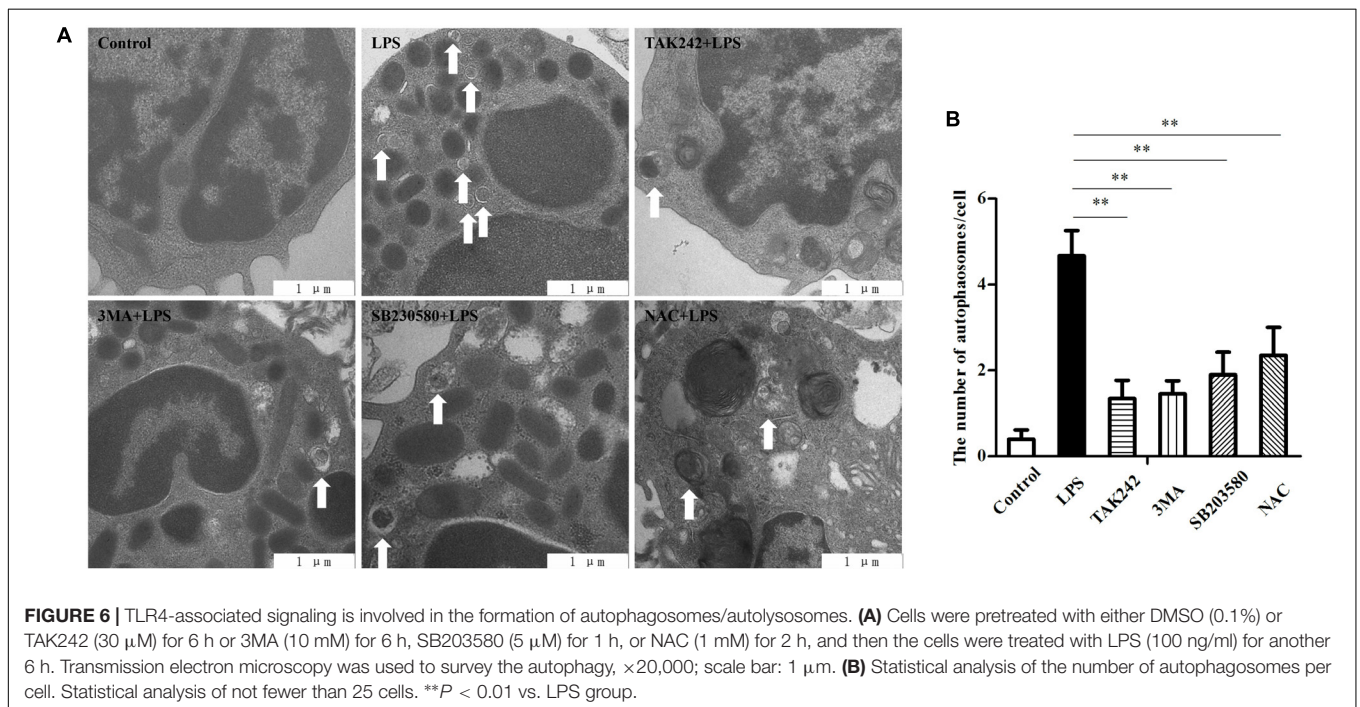 A
Control
LPS
TAK242+LPS
1 μm
1 μm
1 μm
3MA+LPS
SB230580+LPS
NAC+LPS
1 μm
1 μm
1 μm
B
**
**
**
**
The number of autophaosomes/cell
6
4
2
0
Control
LPS
TAK242
3MA
SB203580
NAC
FIGURE 6 | TLR4-associated signaling is involved in the formation of autophagosomes/autolysosomes. (A) Cells were pretreated with either DMSO (0.1%) or
TAK242 (30 μM) for 6 h or 3MA (10 mM) for 6 h, SB203580 (5 μM) for 1 h, or NAC (1 mM) for 2 h, and then the cells were treated with LPS (100 ng/ml) for another
6 h. Transmission electron microscopy was used to survey the autophagy, ×20,000; scale bar: 1 μm. (B) Statistical analysis of the number of autophagosomes per
cell. Statistical analysis of not fewer than 25 cells. **P < 0.01 vs. LPS group.